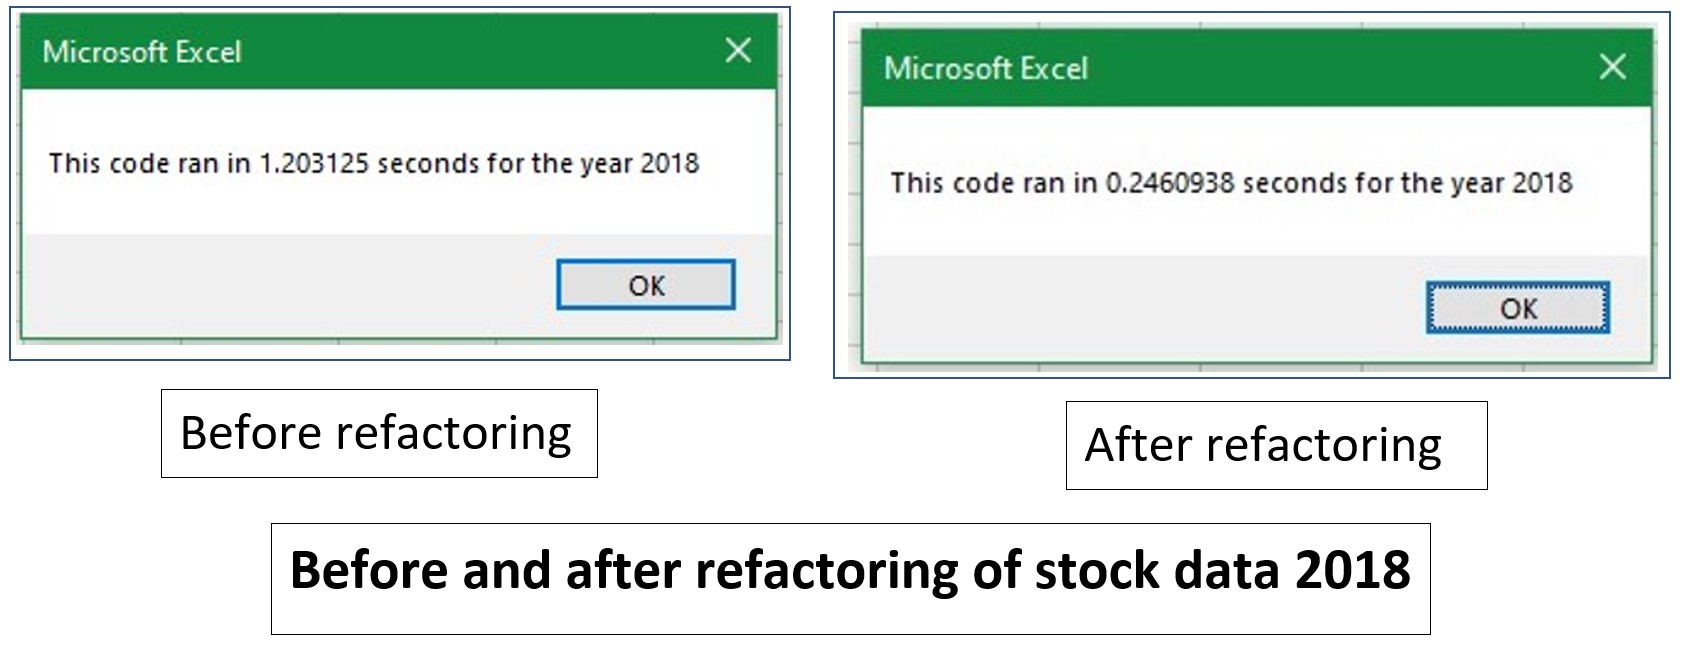 Microsoft Excel
This code ran in 1.203125 seconds for the year 2018
OK
Before refactoring
Microsoft Excel
This code ran in 0.2460938 seconds for the year 2018
OK
After refactoring
Before and after refactoring of stock data 2018